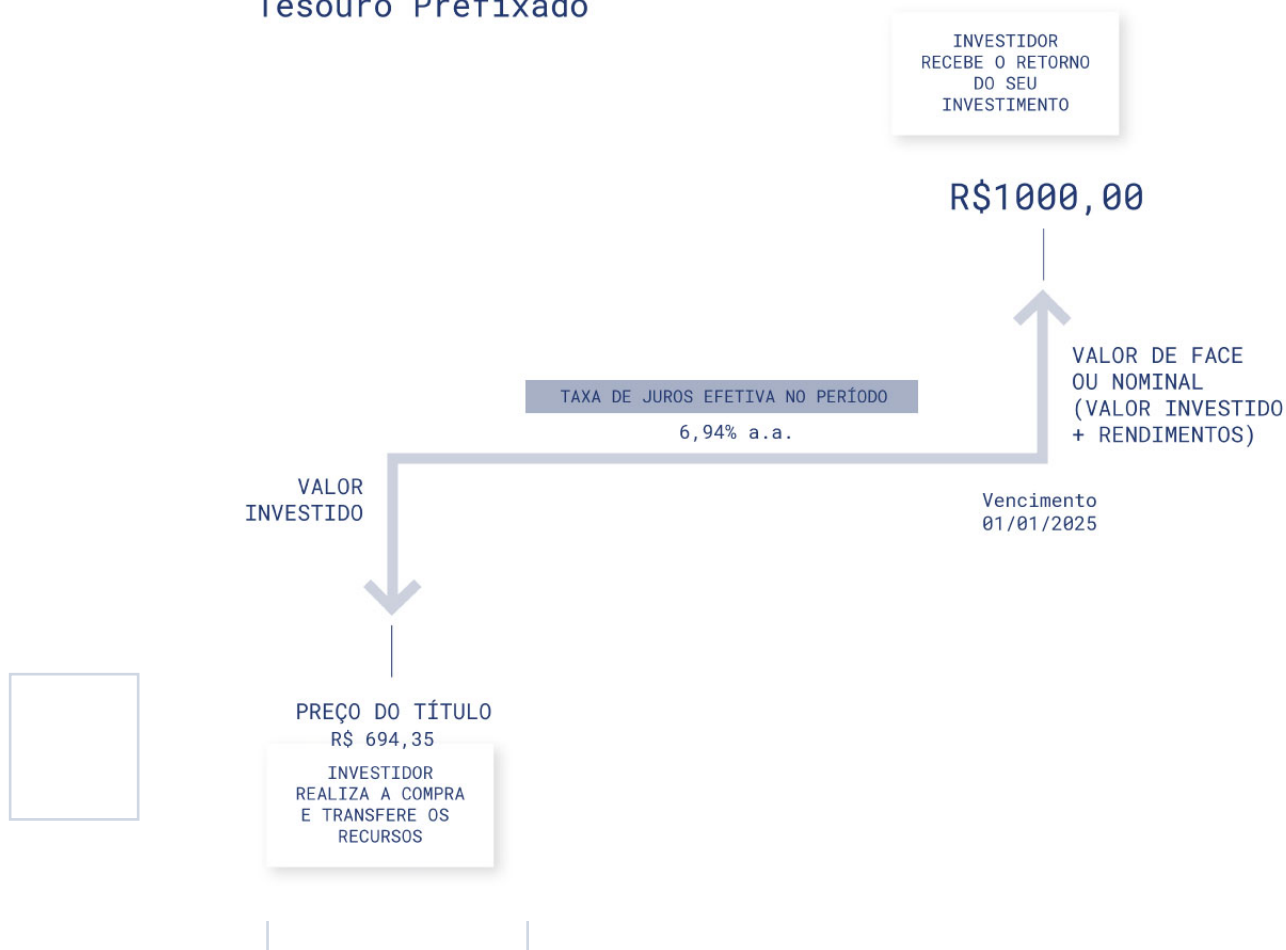 Tesouro Prefixado
INVESTIDOR
RECEBE O RETORNO
DO SEU
INVESTIMENTO
R$1000,00
VALOR DE FACE
OU NOMINAL
(VALOR INVESTIDO
+ RENDIMENTOS)
TAXA DE JUROS EFETIVA NO PERÍODO
6,94% a.a.
VALOR
INVESTIDO
Vencimento
01/01/2025
PREÇO DO TÍTULO
R$ 694,35
INVESTIDOR
REALIZA A COMPRA
E TRANSFERE OS
RECURSOS